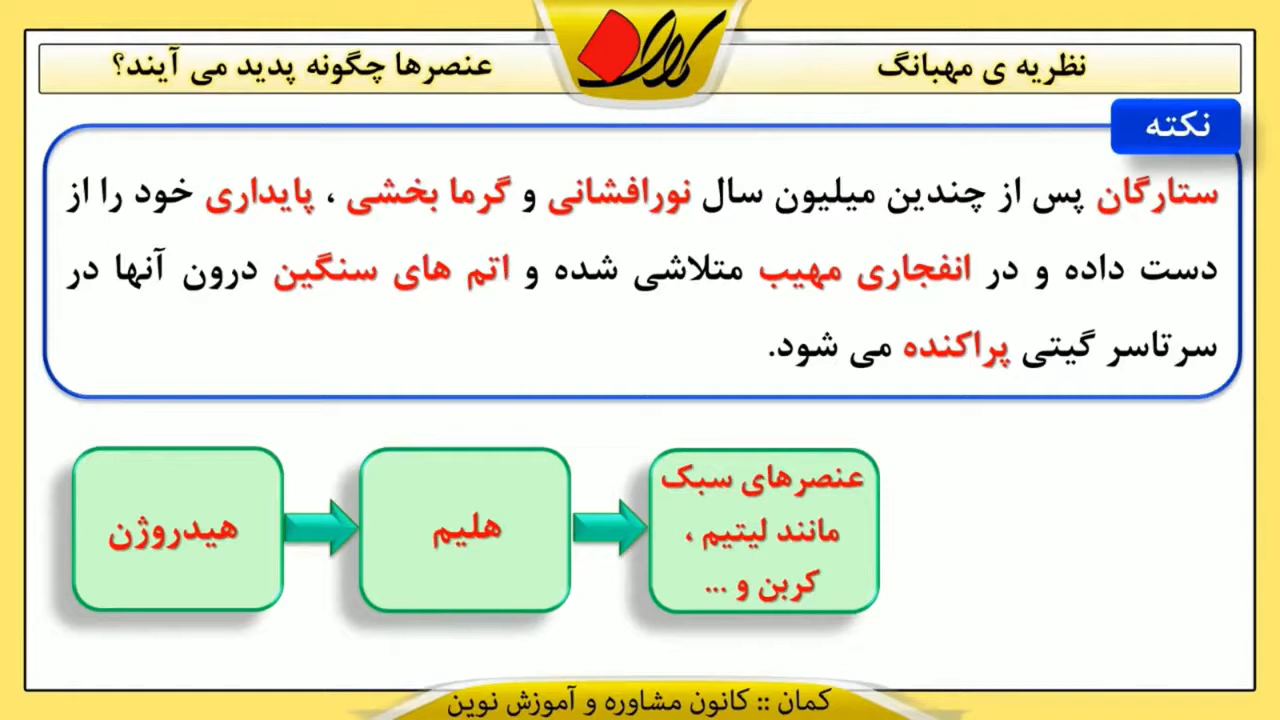 نظریه ی مهبانگ
عنصرها چگونه پدید می آیند؟
کمان
نکته
ستارگان پس از چندین میلیون سال نورافشانی و گرما بخشی ، پایداری خود را از
دست داده و در انفجاری مهیب متلاشی شده و اتم های سنگین درون آنها در
سرتاسر گیتی پراکنده می شود.
هیدروژن
هلیم
عنصرهای سبک
مانند لیتیم ،
کربن و ...
کمان :: کانون مشاوره و آموزش نوین